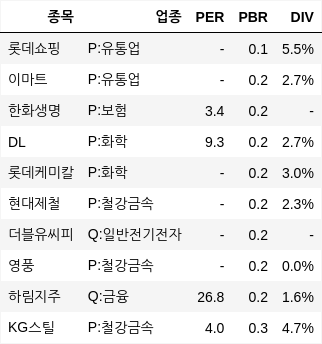 종목 업종 PER PBR DIV
롯데쇼핑 P:유통업 - 0.1 5.5%
이마트 P:유통업 - 0.2 2.7%
한화생명 P:보험 3.4 0.2 -
DL P:화학 9.3 0.2 2.7%
롯데케미칼 P:화학 - 0.2 3.0%
현대제철 P:철강금속 - 0.2 2.3%
더블유씨피 Q:일반전기전자 - 0.2 -
영풍 P:철강금속 - 0.2 0.0%
하림지주 Q:금융 26.8 0.2 1.6%
KG스틸 P:철강금속 4.0 0.3 4.7%